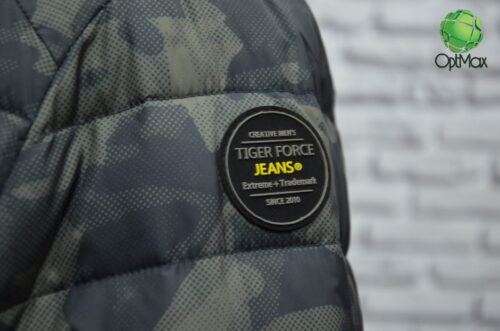 OptMax
CREATIVE MEN'S
TIGER FORCE
JEANS®
Extreme + Trademark
SINCE 2010